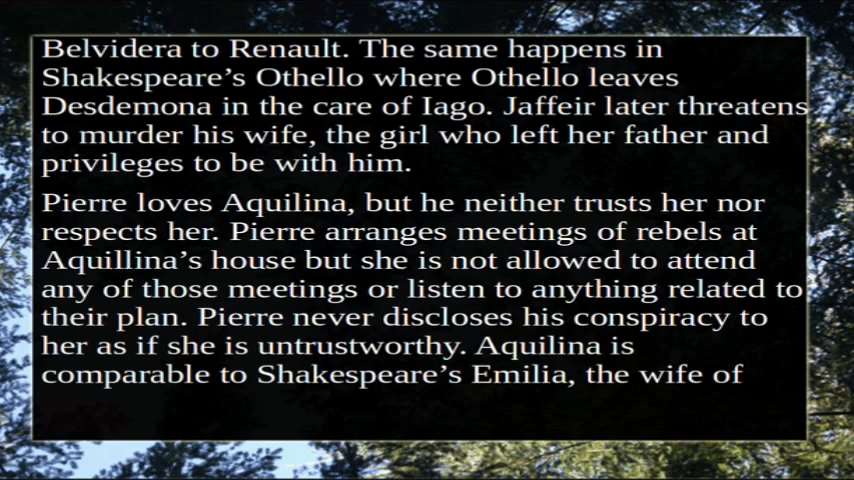 Belvidera to Renault. The same happens in
Shakespeare’s Othello where Othello leaves
Desdemona in the care of Iago. Jaffeir later threatens
to murder his wife, the girl who left her father and
privileges to be with him.
Pierre loves Aquilina, but he neither trusts her nor
respects her. Pierre arranges meetings of rebels at
Aquillina’s house but she is not allowed to attend
any of those meetings or listen to anything related to
their plan. Pierre never discloses his conspiracy to
her as if she is untrustworthy. Aquilina is
comparable to Shakespeare’s Emilia, the wife of